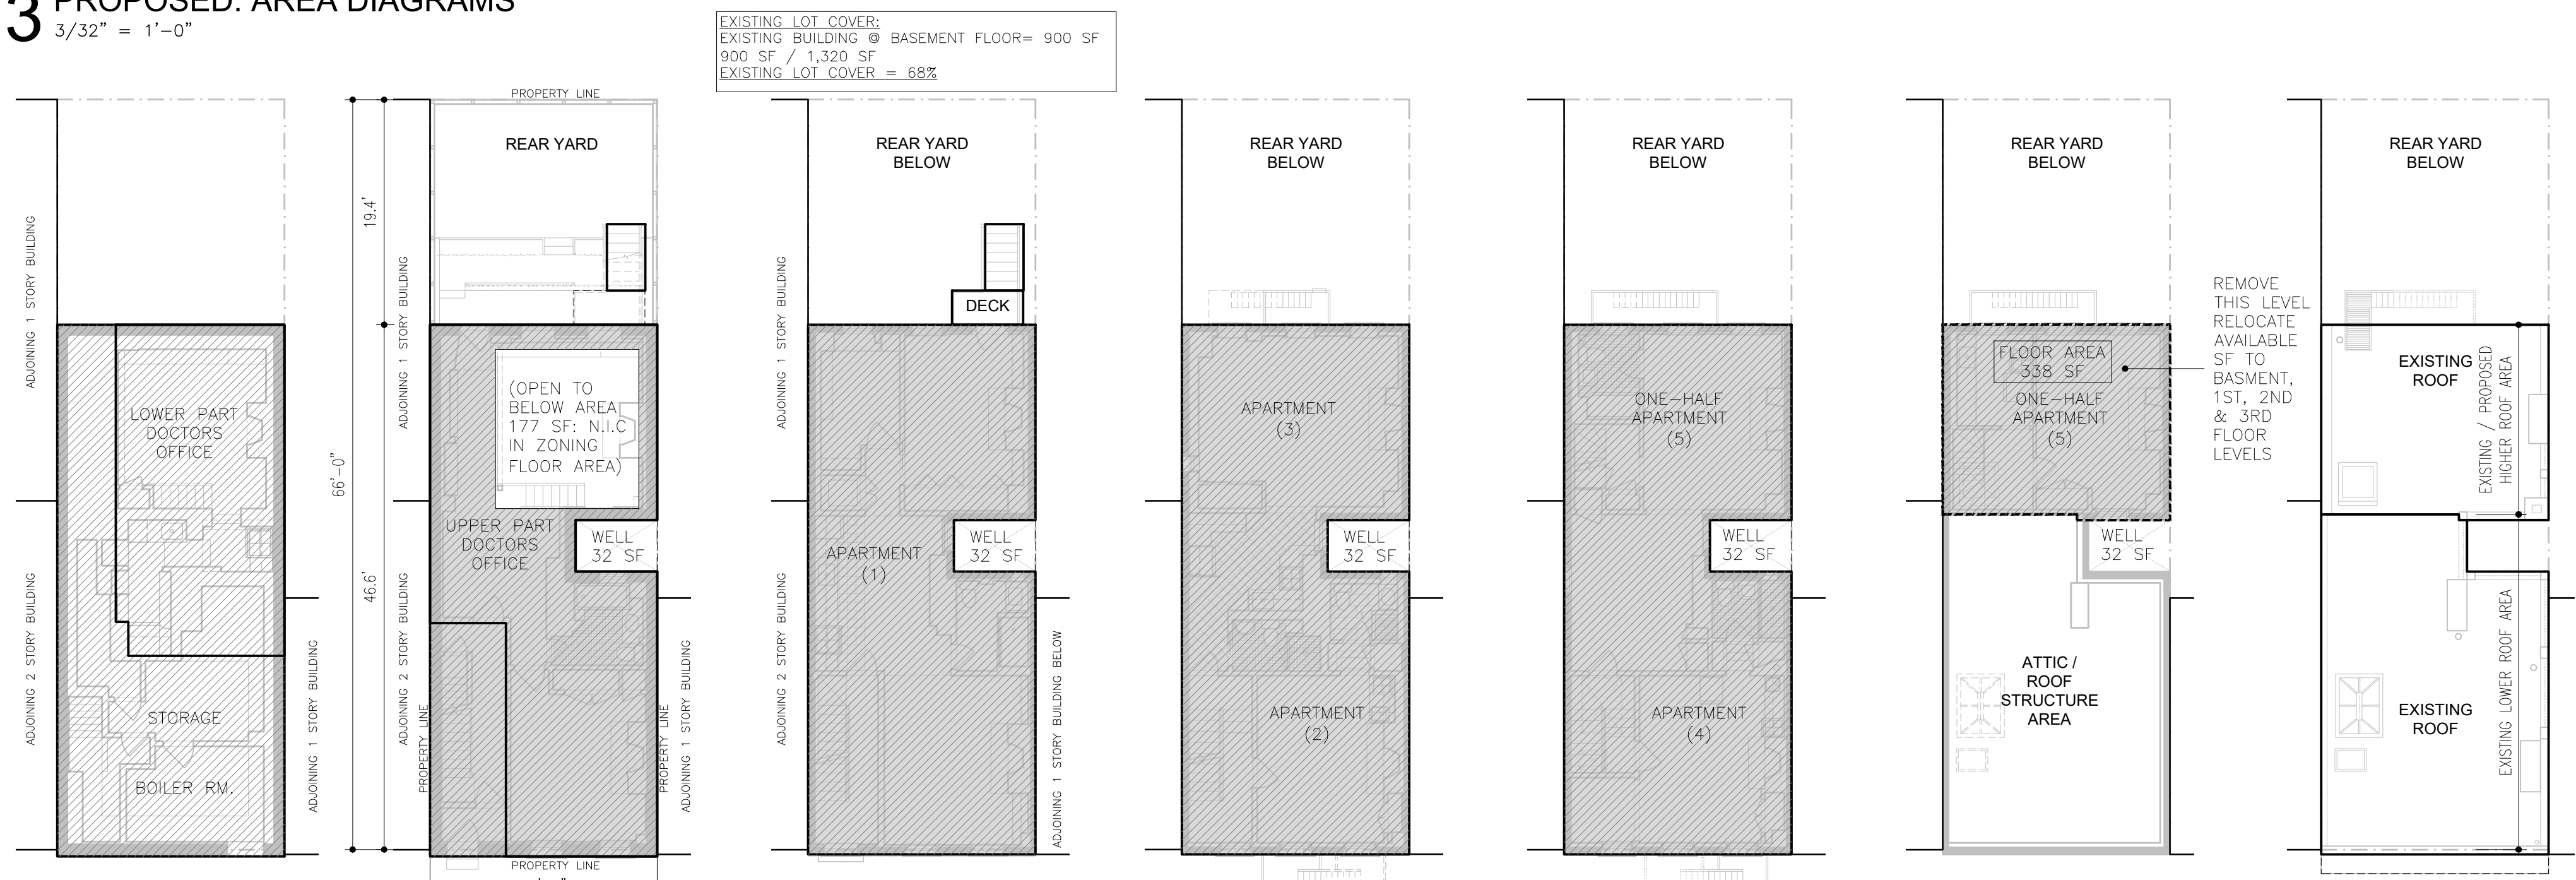 3 PROPOSED: AREA DIAGRAMS
3/32" = 1'-0"
EXISTING LOT COVER:
EXISTING BUILDING @ BASEMENT FLOOR= 900 SF
900 SF / 1,320 SF
EXISTING LOT COVER = 68%
ADJOINING 1 STORY BUILDING
ADJOINING 2 STORY BUILDING
LOWER PART
DOCTORS
OFFICE
STORAGE
BOILER RM.
ADJOINING 1 STORY BUILDING
66'-0"
19.4'
46.6'
PROPERTY LINE
REAR YARD
ADJOINING 1 STORY BUILDING
ADJOINING 2 STORY BUILDING
PROPERTY LINE
(OPEN TO
BELOW AREA
177 SF: N.I.C
IN ZONING
FLOOR AREA)
UPPER PART
DOCTORS
OFFICE
WELL
32 SF
PROPERTY LINE
ADJOINING 1 STORY BUILDING
PROPERTY LINE
ADJOINING 1 STORY BUILDING
ADJOINING 2 STORY BUILDING
REAR YARD
BELOW
DECK
APARTMENT
(1)
WELL
32 SF
ADJOINING 1 STORY BUILDING BELOW
REAR YARD
BELOW
APARTMENT
(3)
WELL
32 SF
APARTMENT
(2)
REAR YARD
BELOW
ONE-HALF
APARTMENT
(5)
WELL
32 SF
APARTMENT
(4)
REAR YARD
BELOW
FLOOR AREA
338 SF
ONE-HALF
APARTMENT
(5)
WELL
32 SF
ATTIC /
ROOF
STRUCTURE
AREA
REMOVE
THIS LEVEL
RELOCATE
AVAILABLE
SF TO
BASMENT,
1ST, 2ND
& 3RD
FLOOR
LEVELS
REAR YARD
BELOW
EXISTING
ROOF
EXISTING / PROPOSED
HIGHER ROOF AREA
EXISTING LOWER ROOF AREA
EXISTING
ROOF